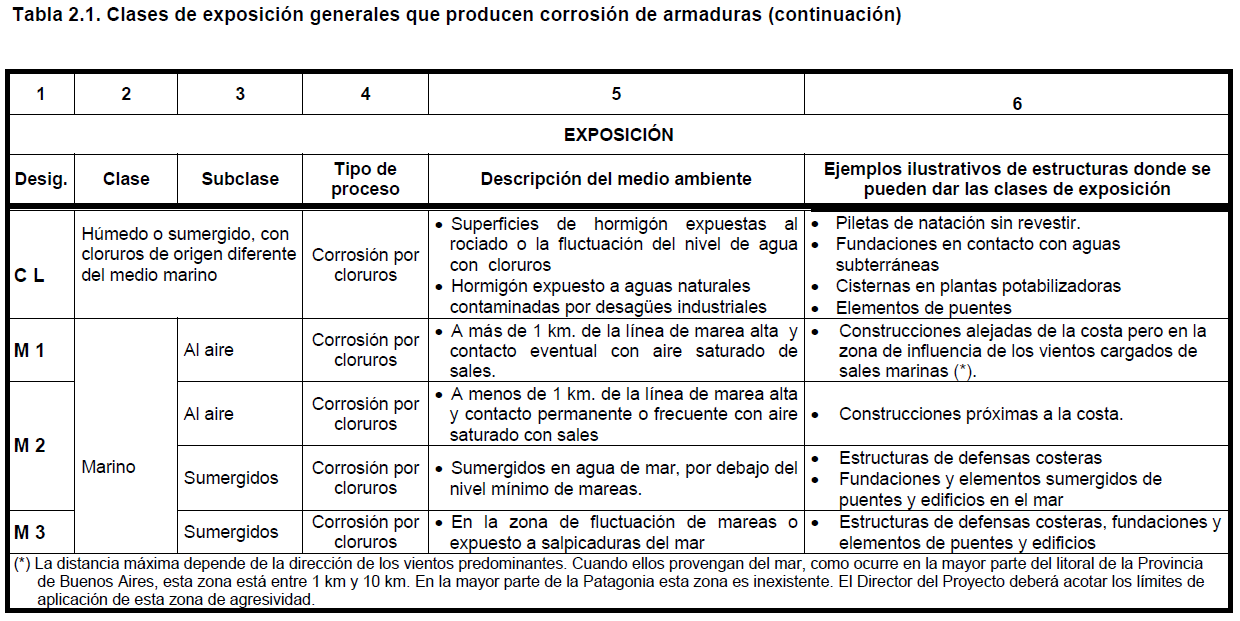 Tabla 2.1. Clases de exposición generales que producen corrosión de armaduras (continuación)
1 2 3 4 5 6
EXPOSICIÓN
Desig. Clase Subclase Tipo de proceso Descripción del medio ambiente Ejemplos ilustrativos de estructuras donde se pueden dar las clases de exposición
C L
Húmedo o sumergido, con
cloruros de origen diferente
del medio marino
Corrosión por
cloruros
• Superficies de hormigón expuestas al
rociado o la fluctuación del nivel de agua
con cloruros
• Hormigón expuesto a aguas naturales
contaminadas por desagües industriales
• Piletas de natación sin revestir.
• Fundaciones en contacto con aguas
subterráneas
• Cisternas en plantas potabilizadoras
• Elementos de puentes
M 1
Marino
Al aire
Corrosión por
cloruros
• A más de 1 km. de la línea de marea alta y
contacto eventual con aire saturado de
sales.
• Construcciones alejadas de la costa pero en la
zona de influencia de los vientos cargados de
sales marinas (*).
M 2
Al aire
Corrosión por
cloruros
• A menos de 1 km. de la línea de marea alta
y contacto permanente o frecuente con aire
saturado con sales
• Construcciones próximas a la costa.
Sumergidos
Corrosión por
cloruros
• Sumergidos en agua de mar, por debajo del
nivel mínimo de mareas.
• Estructuras de defensas costeras
• Fundaciones y elementos sumergidos de
puentes y edificios en el mar
M 3
Sumergidos
Corrosión por
cloruros
• En la zona de fluctuación de mareas o
expuesto a salpicaduras del mar
• Estructuras de defensas costeras, fundaciones y
elementos de puentes y edificios
(*) La distancia máxima depende de la dirección de los vientos predominantes. Cuando ellos provengan del mar, como ocurre en la mayor parte del litoral de la Provincia
de Buenos Aires, esta zona está entre 1 km y 10 km. En la mayor parte de la Patagonia esta zona es inexistente. El Director del Proyecto deberá acotar los límites de
aplicación de esta zona de agresividad.